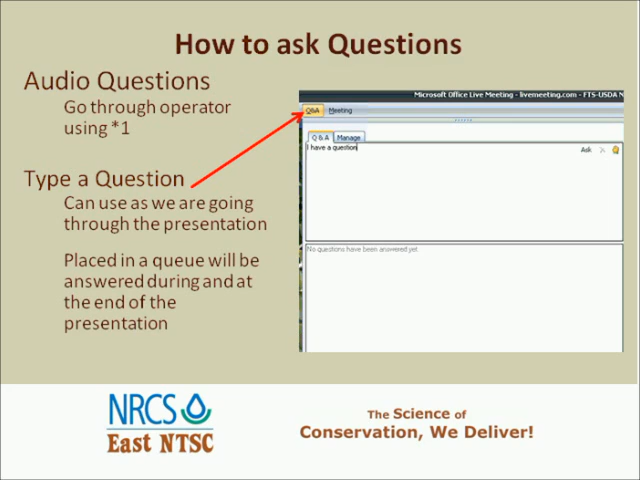 How to ask Questions
Audio Questions
Go through operator
using *1
Type a Question
Can use as we are going
through the presentation
Placed in a queue will be
answered during and at
the end of the
presentation
Microsoft Office Live Meeting - livemeeting.com - FTS-USDA N
Q&A Meeting
Q & A Manage
I have a question
Ask
No questions have been answered yet
NRCS
East NTSC
The Science of
Conservation, We Deliver!